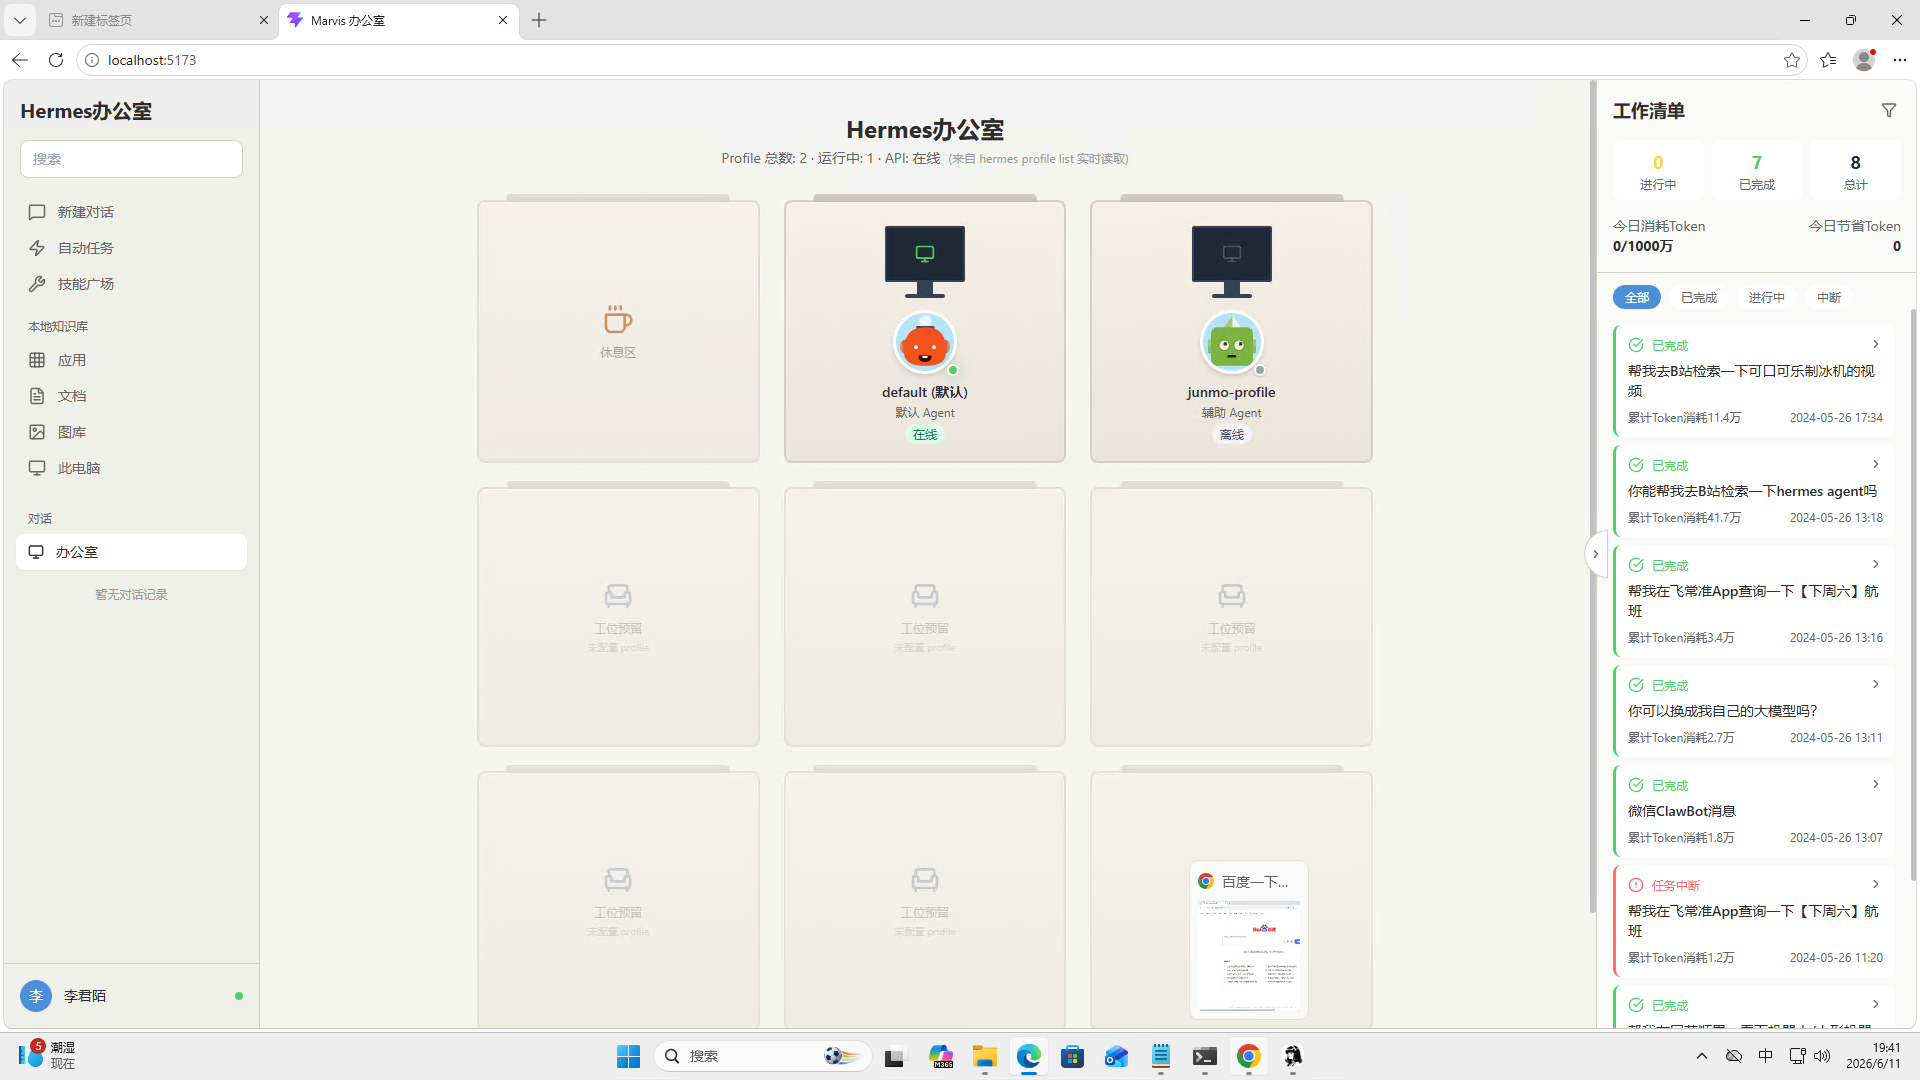 新建标签页
Marvis 办公室
localhost:5173
Hermes办公室
搜索
新建对话
自动任务
技能广场
本地知识库
应用
文档
图库
此电脑
对话
办公室
暂无对话记录
李
李君陌
Hermes办公室
Profile 总数: 2 · 运行中: 1 · API: 在线 (来自 hermes profile list 实时读取)
休息区
default (默认)
默认 Agent
在线
junmo-profile
辅助 Agent
离线
工位预留
未配置 profile
工位预留
未配置 profile
工位预留
未配置 profile
工位预留
未配置 profile
工位预留
未配置 profile
百度一下...
工作清单
0
进行中
7
已完成
8
总计
今日消耗Token
0/1000万
今日节省Token
0
全部
已完成
进行中
中断
已完成
帮我去B站检索一下可口可乐制冰机的视
频
累计Token消耗11.4万
2024-05-26 17:34
已完成
你能帮我去B站检索一下hermes agent吗
累计Token消耗41.7万
2024-05-26 13:18
已完成
帮我在飞常准App查询一下【下周六】航
班
累计Token消耗3.4万
2024-05-26 13:16
已完成
你可以换成我自己的大模型吗?
累计Token消耗2.7万
2024-05-26 13:11
已完成
微信ClawBot消息
累计Token消耗1.8万
2024-05-26 13:07
任务中断
帮我在飞常准App查询一下【下周六】航
班
累计Token消耗1.2万
2024-05-26 11:20
已完成
5
潮湿
现在
搜索
M365
中
19:41
2026/6/11